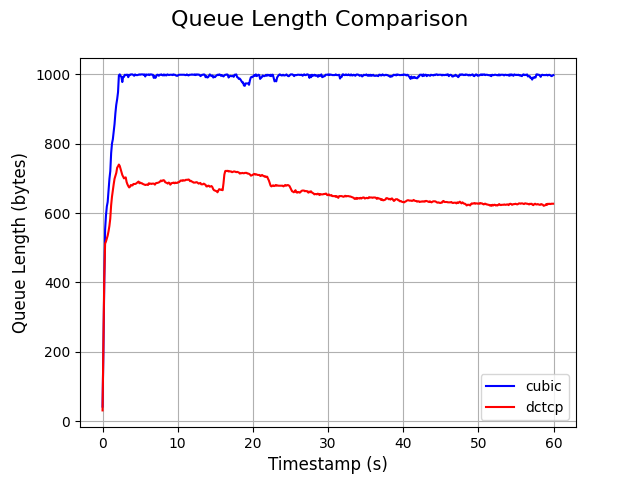 Queue Length Comparison
Queue Length (bytes)
1000
800
600
400
200
0
0 10 20 30 40 50 60
Timestamp (s)
cubic
dctcp